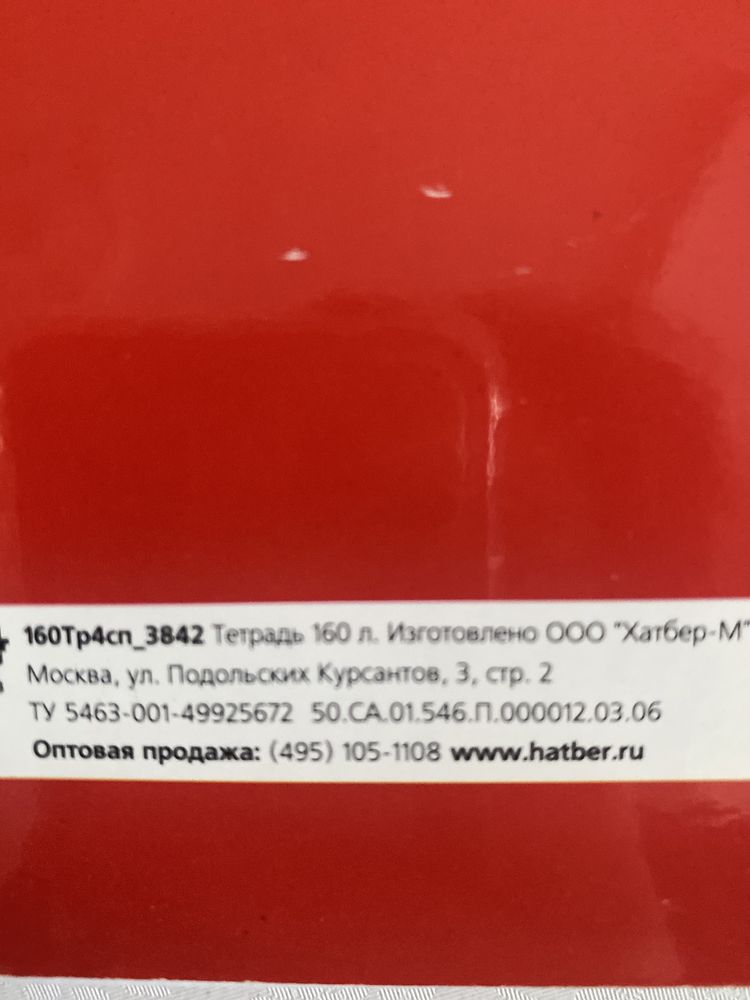 160Тр4сп_3842 Тетрадь 160 л. Изготовлено ООО "Хатбер-М"
Москва, ул. Подольских Курсантов, 3, стр. 2
ТУ 5463-001-49925672 50.СА.01.546.П.000012.03.06
Оптовая продажа: (495) 105-1108 www.hatber.ru